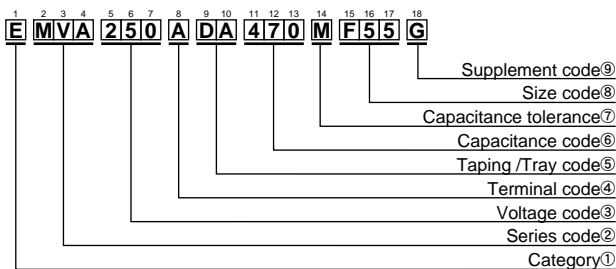 1 2 3 4 5 6 7 8 9 10 11 12 13 14 15 16 17 18
E MVA 250 A DA 470 M F55 G
Supplement code⑨
Size code⑧
Capacitance tolerance⑦
Capacitance code⑥
Taping /Tray code⑤
Terminal code④
Voltage code③
Series code②
Category①